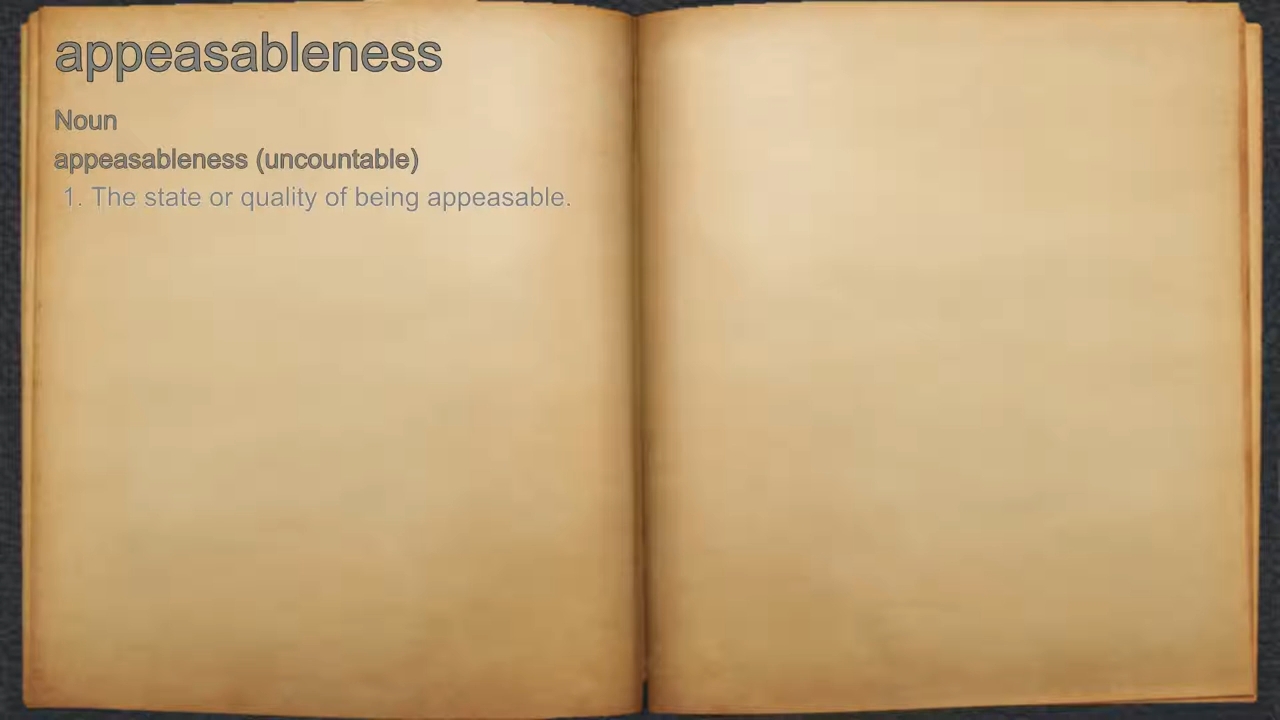 appeasableness
Noun
appeasableness (uncountable)
1. The state or quality of being appeasable.